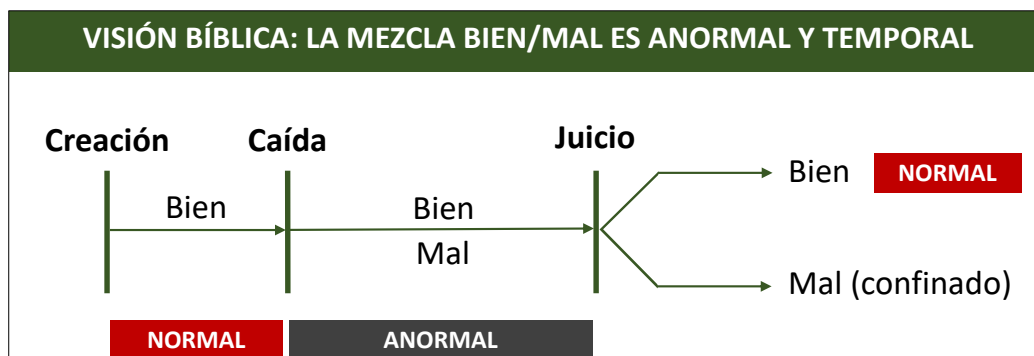 VISIÓN BÍBLICA: LA MEZCLA BIEN/MAL ES ANORMAL Y TEMPORAL
Creación Caída Juicio
Bien NORMAL
Bien Bien
Mal
Mal (confinado)
NORMAL ANORMAL